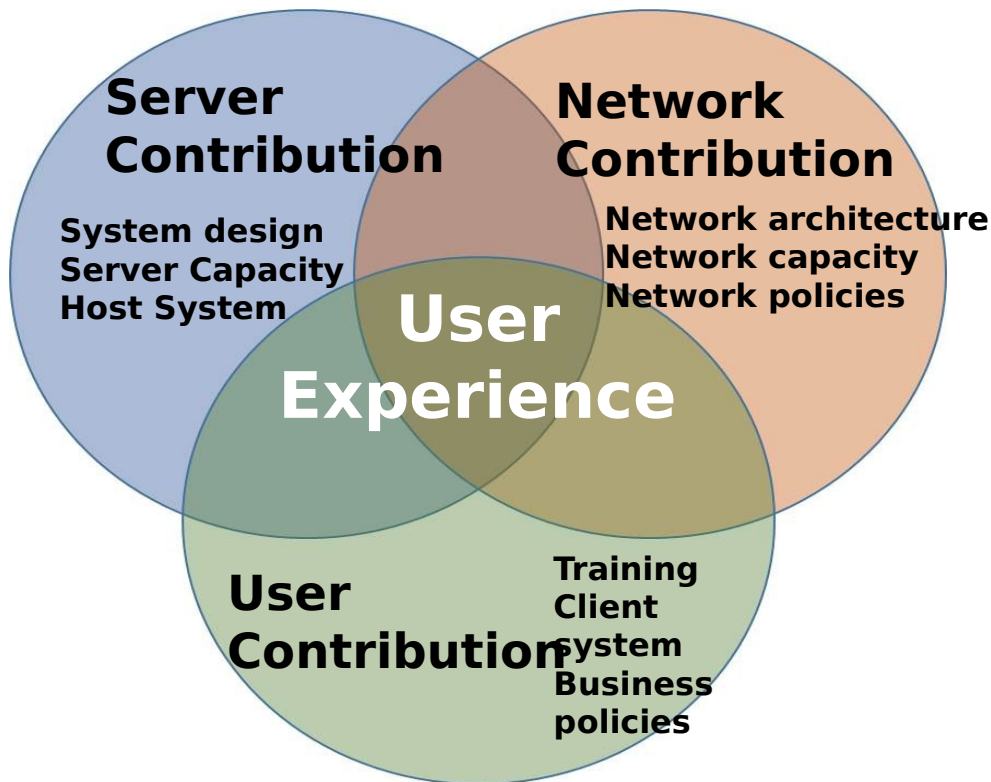 Server
Contribution
System design
Server Capacity
Host System
Network
Contribution
Network architecture
Network capacity
Network policies
User
Experience
User
Contribution
Training
Client
system
Business
policies